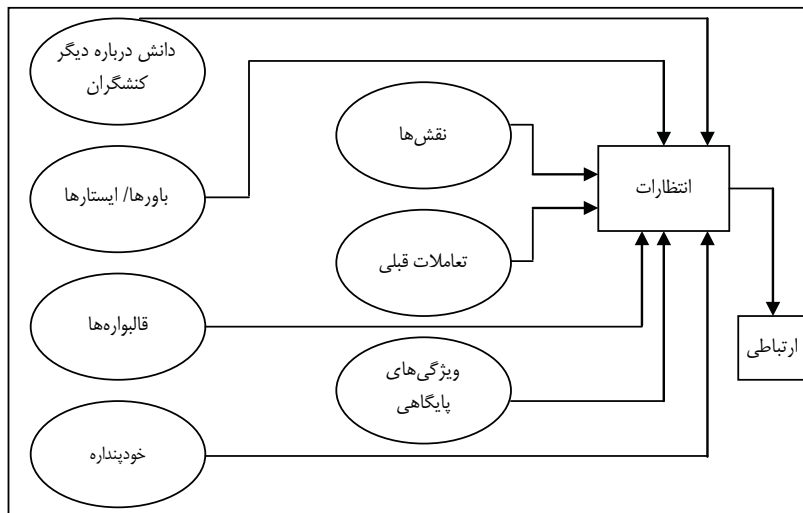 دانش درباره دیگر
کنشگران
نقش‌ها
باورها/ ایستارها
انتظارات
تعاملات قبلی
قالبواره‌ها
ارتباطی
ویژگی‌های
پایگاهی
خودپنداره